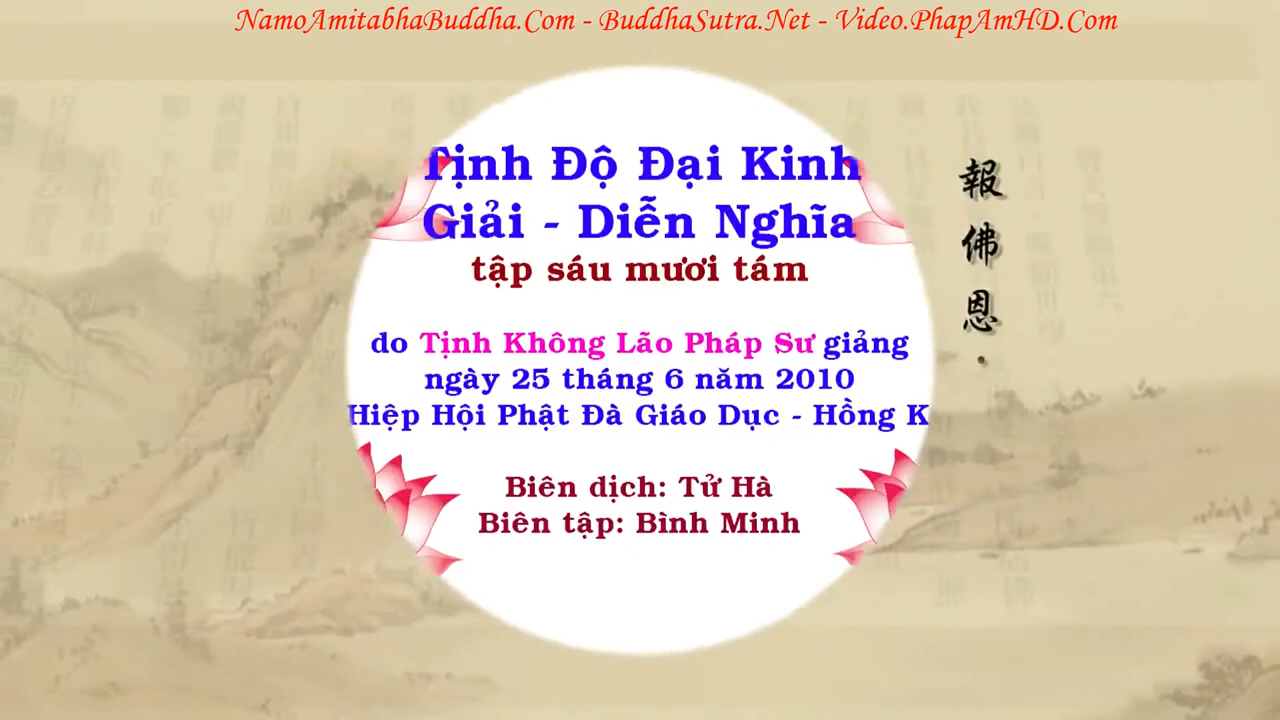 NamoAmitabhaBuddha.Com - BuddhaSutra.Net - Video.PhapAmHD.Com
Tịnh Độ Đại Kinh
Giải - Diễn Nghĩa
tập sáu mươi tám
do Tịnh Không Lão Pháp Sư giảng
ngày 25 tháng 6 năm 2010
Hiệp Hội Phật Đà Giáo Dục - Hồng K
Biên dịch: Tử Hà
Biên tập: Bình Minh
報佛恩·